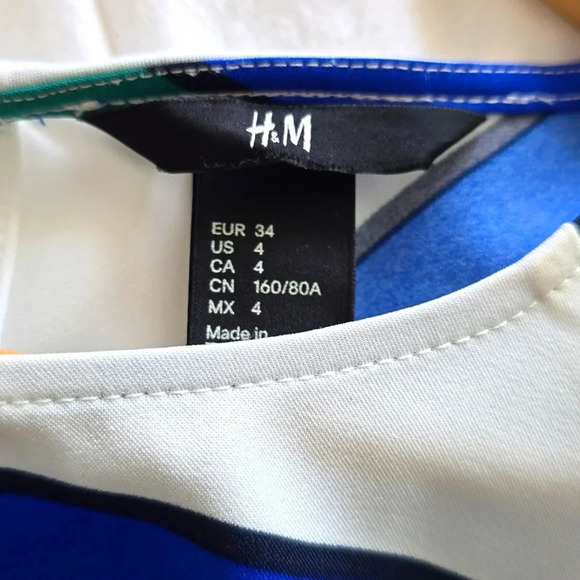 H&M
EUR 34
US 4
CA 4
CN 160/80A
MX 4
Made in